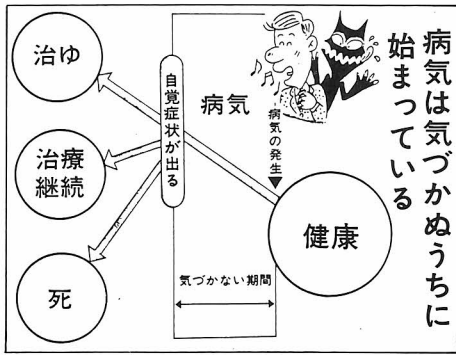 病気は気づかぬうちに
始まっている
病気
病気の発生
健康
自覚症状が出る
気づかない期間
治ゆ
治療
継続
死